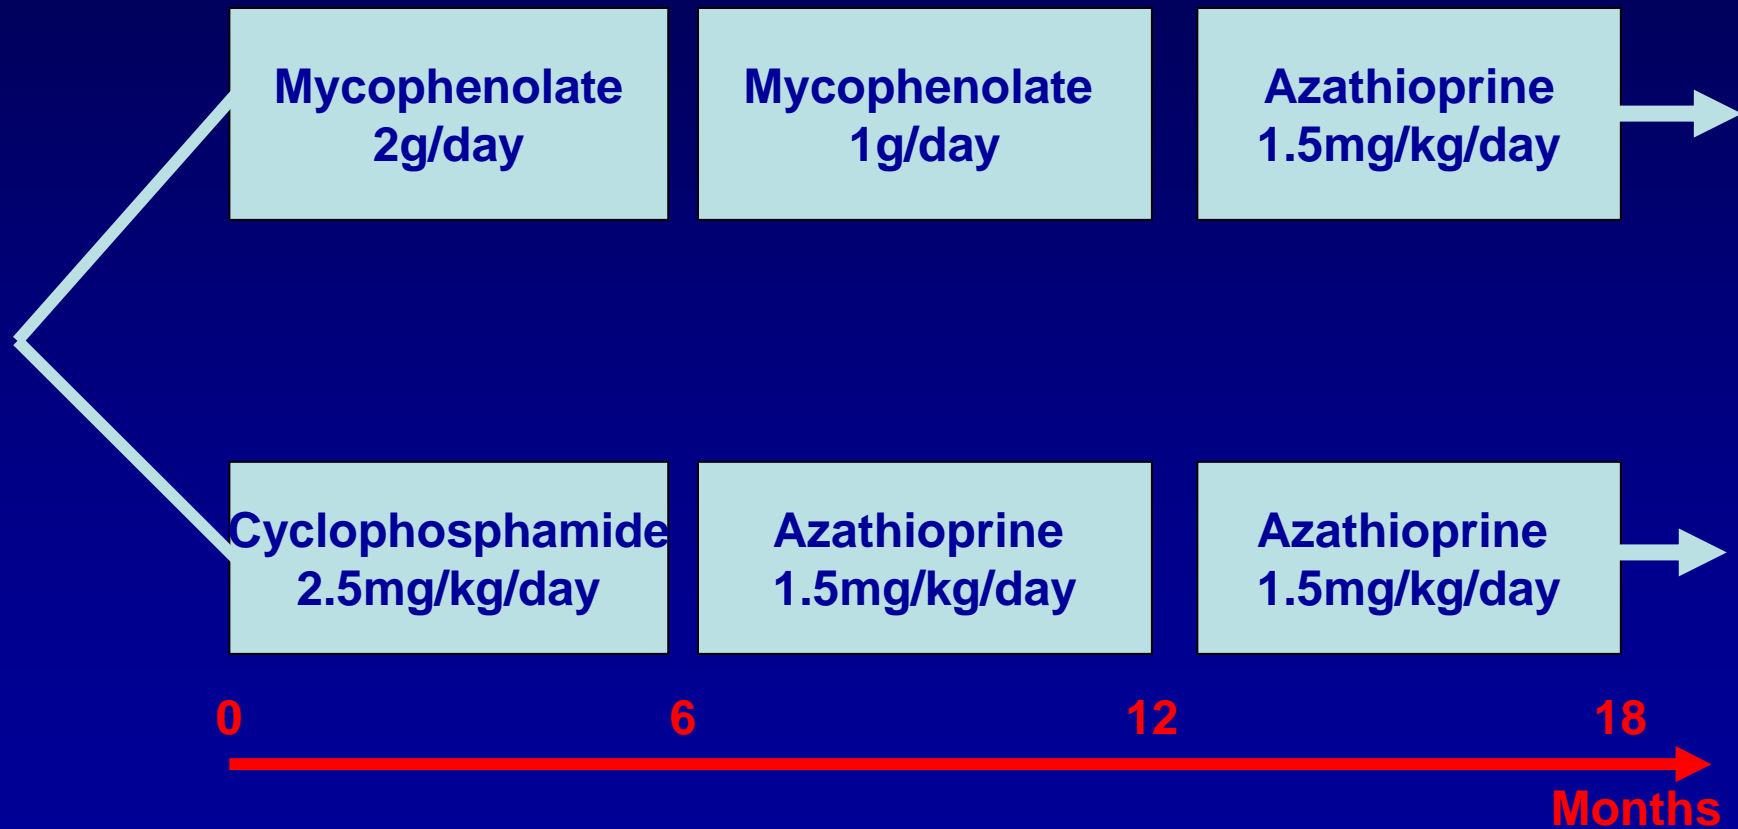 Mycophenolate
2g/day
Mycophenolate
1g/day
Azathioprine
1.5mg/kg/day
Cyclophosphamide
2.5mg/kg/day
Azathioprine
1.5mg/kg/day
Azathioprine
1.5mg/kg/day
0 6 12 18
Months